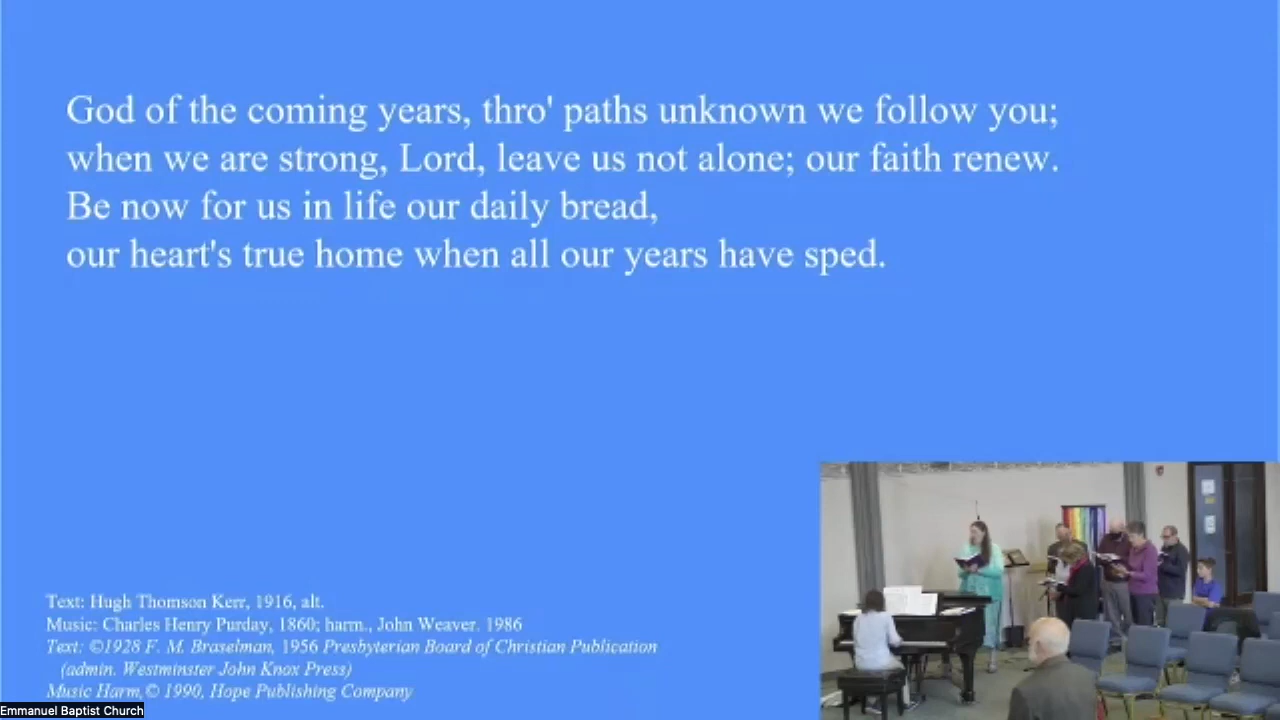 God of the coming years, thro' paths unknown we follow you;
when we are strong, Lord, leave us not alone; our faith renew.
Be now for us in life our daily bread,
our heart's true home when all our years have sped.
Text: Hugh Thomson Kerr, 1916, alt.
Music: Charles Henry Purday, 1860; harm., John Weaver. 1986
Text: ©1928 F. M. Braselman, 1956 Presbyterian Board of Christian Publication
(admin. Westminster John Knox Press)
Music Harm,© 1990, Hope Publishing Company
Emmanuel Baptist Church